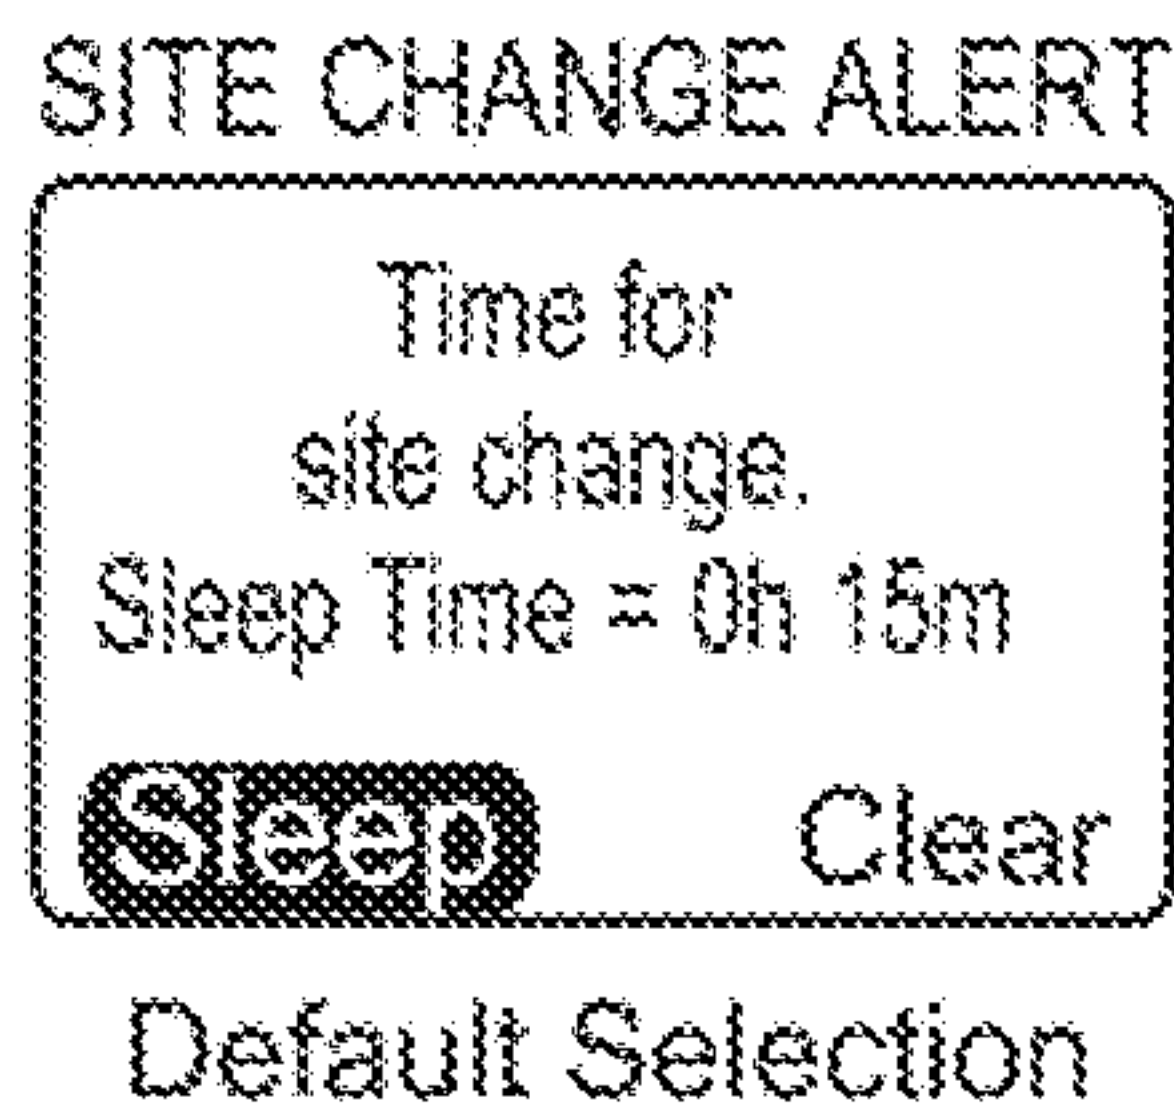 SITE CHANGE ALERT
Time for
site change.
Sleep Time = 0h 15m
Sleep Clear
Default Selection